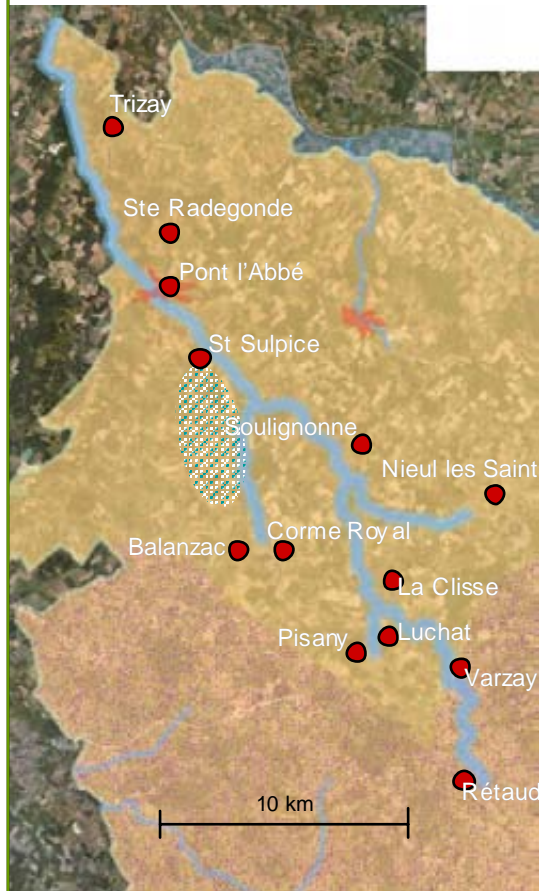 Trizay
Ste Radegonde
Pont l'Abbé
St Sulpice
Soulignonne
Nieul les Saint
Balanzac
Corme Royal
La Clisse
Luchat
Pisany
Varzay
Rétaud
10 km